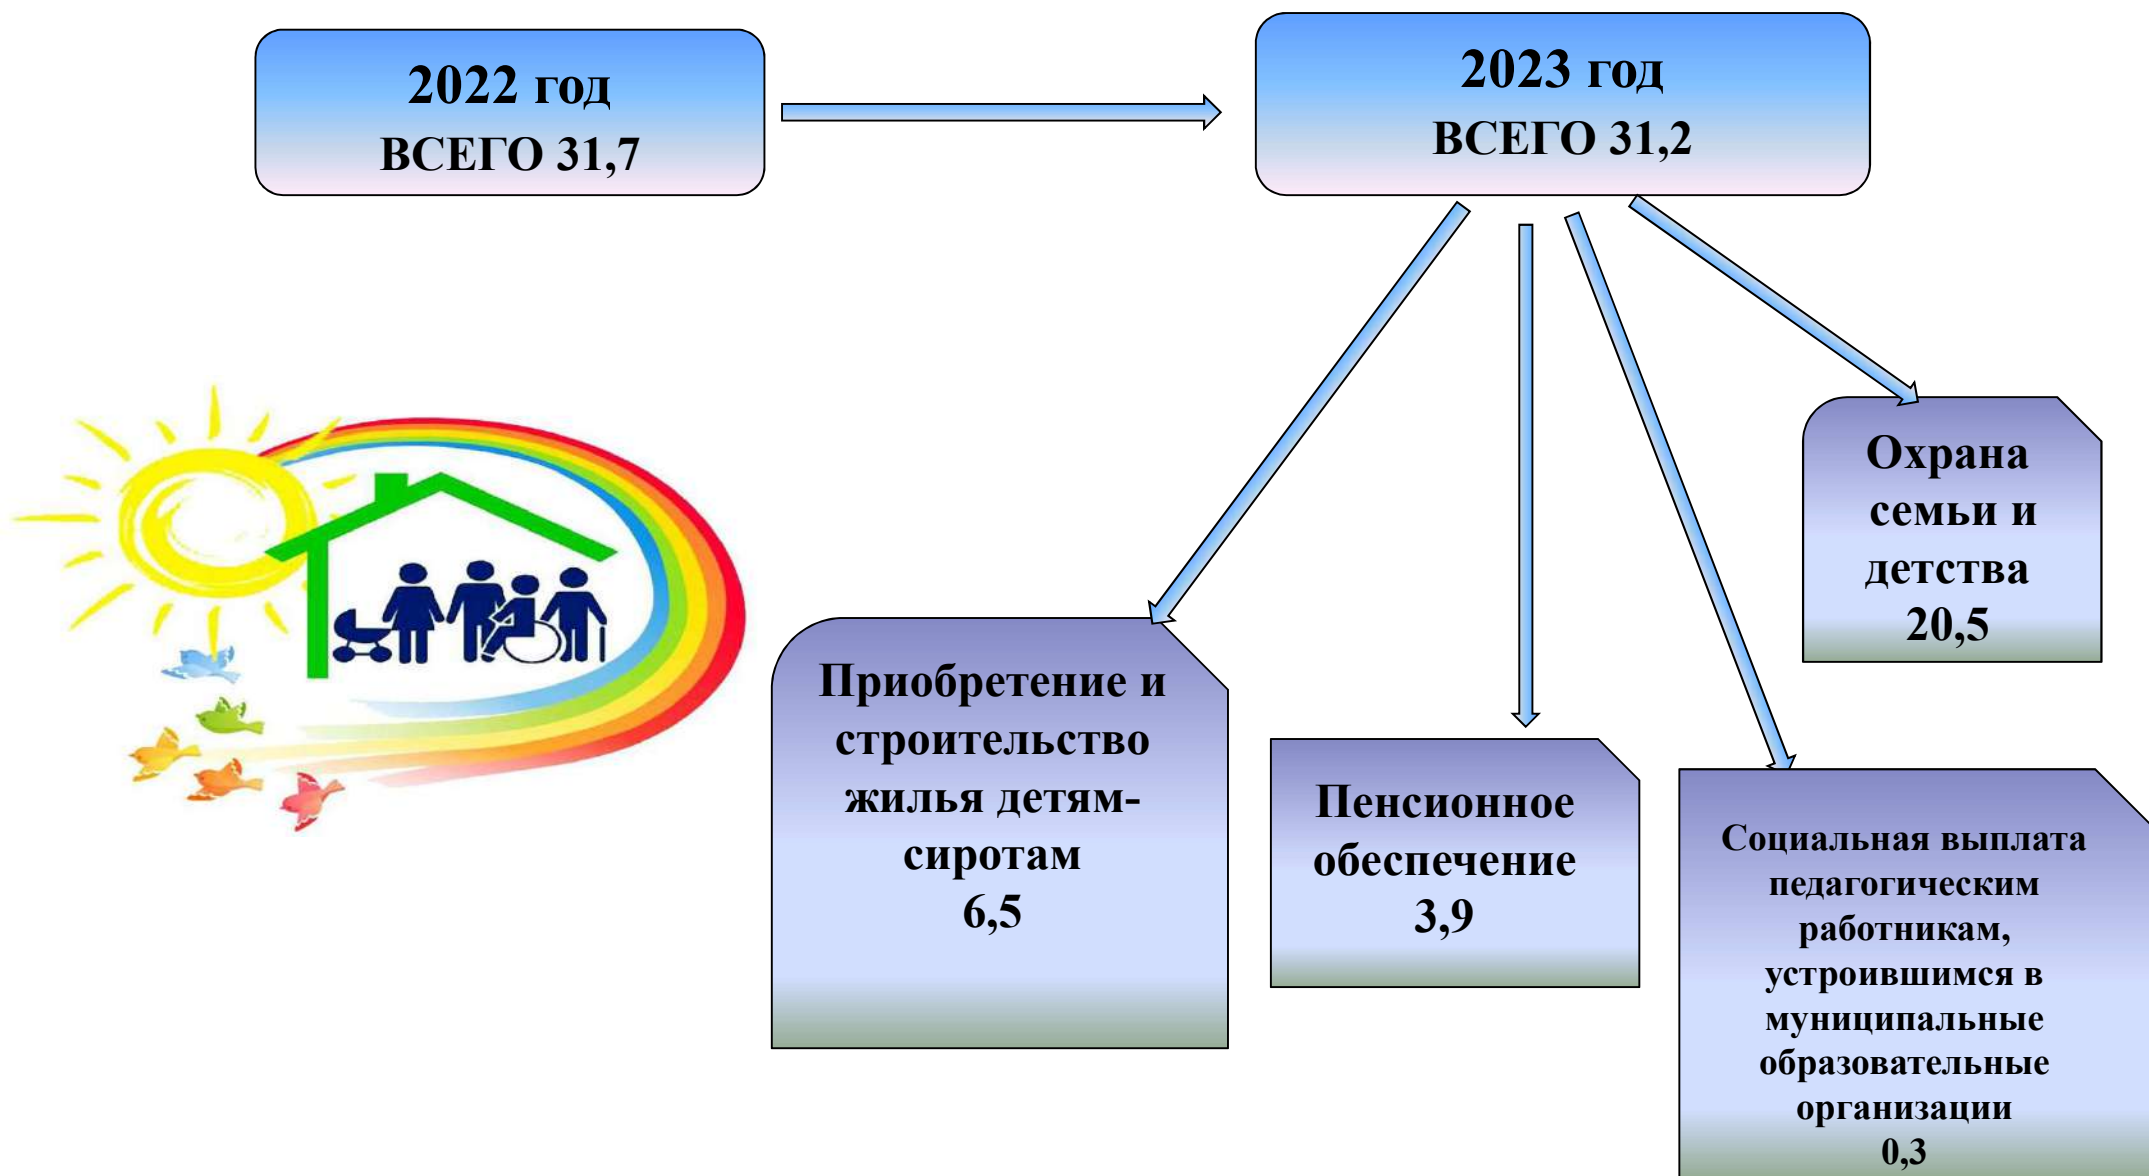 2022 год
ВСЕГО 31,7
2023 год
ВСЕГО 31,2
Охрана
семьи и
детства
20,5
Приобретение и
строительство
жилья детям-
сиротам
6,5
Пенсионное
обеспечение
3,9
Социальная выплата
педагогическим
работникам,
устроившимся в
муниципальные
образовательные
организации
0,3